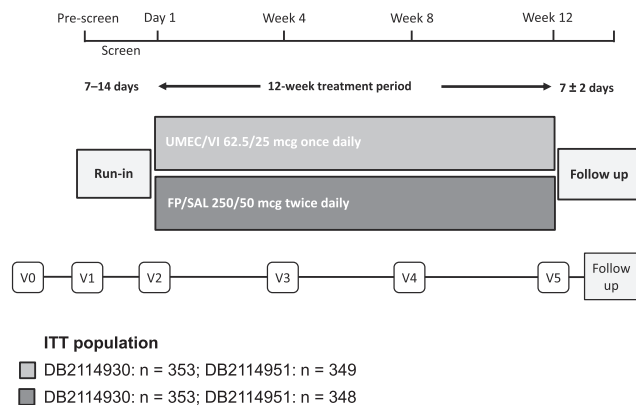 Pre-screen Day 1 Week 4 Week 8 Week 12
Screen
7–14 days 12-week treatment period 7 ± 2 days
UMEC/VI 62.5/25 mcg once daily
Run-in
Follow up
FP/SAL 250/50 mcg twice daily
V0 V1 V2 V3 V4 V5 Follow
up
ITT population
DB2114930: n = 353; DB2114951: n = 349
DB2114930: n = 353; DB2114951: n = 348